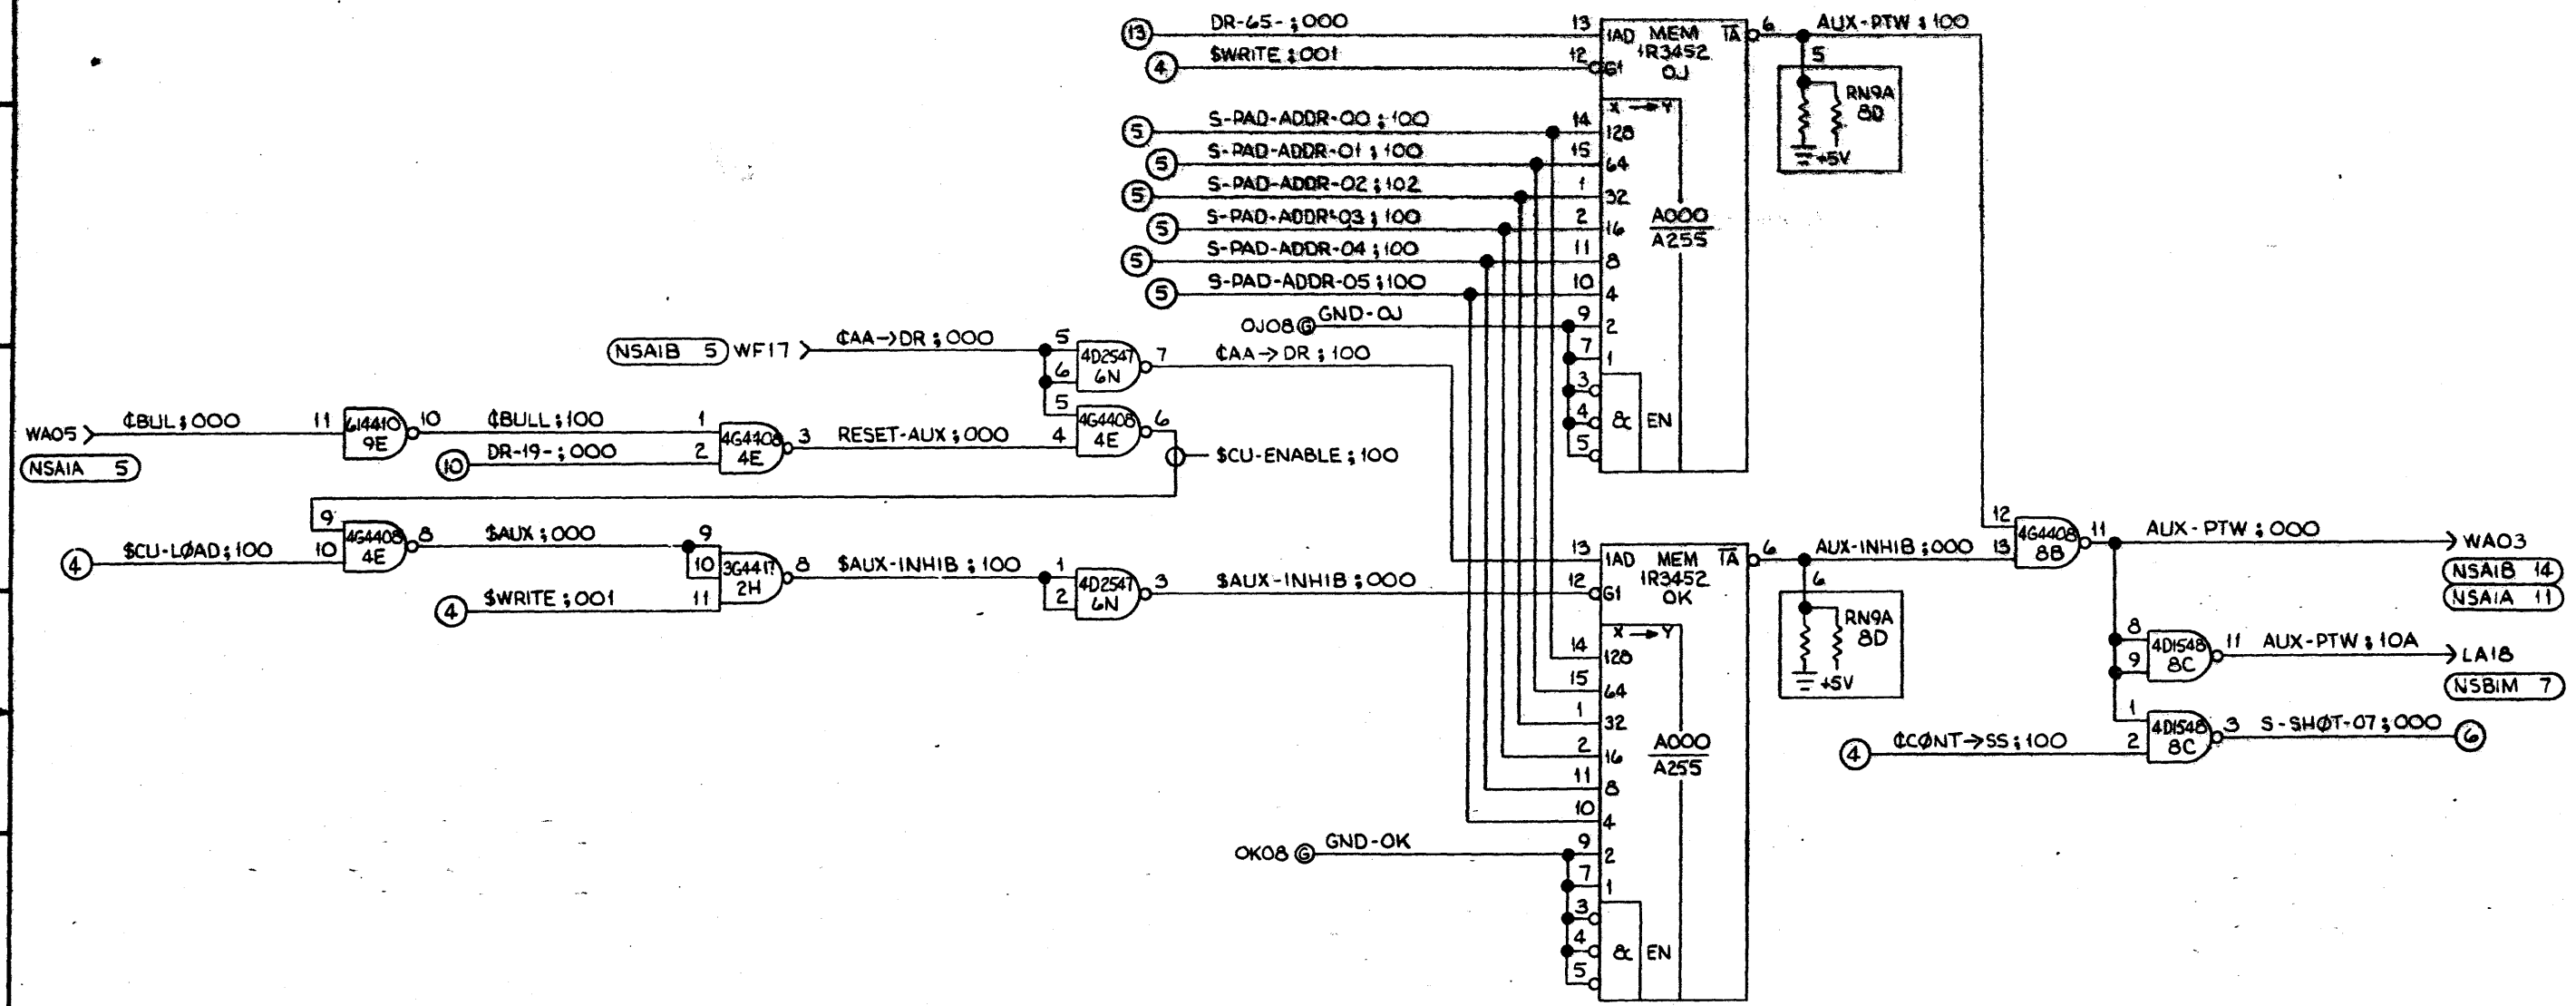 13 DR-65-;000 13 1AD MEM 1A 6 AUX-PTW;100
4 $WRITE;001 12 G1 1R3452 0J
5 RN9A 8D +5V
X→Y
5 S-PAD-ADDR-00;100 14 128
5 S-PAD-ADDR-01;100 15 64
5 S-PAD-ADDR-02;102 1 32
5 S-PAD-ADDR-03;100 2 16
5 S-PAD-ADDR-04;100 11 8
5 S-PAD-ADDR-05;100 10 4
A000
A255
0J08 G GND-0J 9 2
7 1
3
4 & EN
5
NSA1B 5 WF17 ¢AA->DR;000 5 6 4D2547 6N 7 ¢AA->DR;100
WA05 ¢BUL;000 11 614410 9E 10 ¢BULL;100 1 4G4408 4E 3 RESET-AUX;000 5 4 4G4408 4E 6
NSA1A 5
10 DR-19-;000 2
$CU-ENABLE;100
4 $CU-LØAD;100 9 10 4G4408 4E 8 $AUX;000 9 10 11 3G4417 2H 8 $AUX-INHIB;100 1 2 4D2547 6N 3 $AUX-INHIB;000
4 $WRITE;001
13 1AD MEM 1A 6 AUX-INHIB;000
12 G1 1R3452 0K
6 RN9A 8D +5V
X→Y
14 128
15 64
1 32
2 16
11 8
10 4
A000
A255
0K08 G GND-0K 9 2
7 1
3
4 & EN
5
12 13 4G4408 8B 11 AUX-PTW;000 WA03
NSA1B 14
NSA1A 11
8 9 4D1548 8C 11 AUX-PTW;10A LA18
NSB1M 7
4 ¢CØNT->SS;100 1 2 4D1548 8C 3 S-SHØT-07;000 6